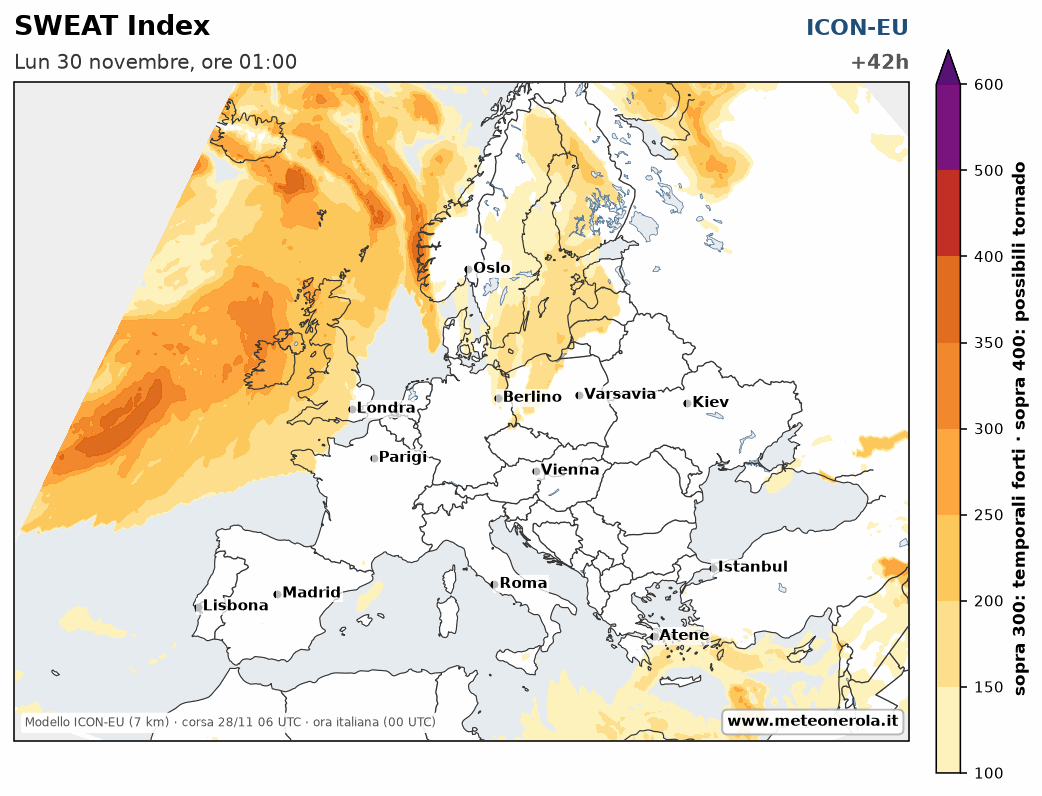 SWEAT Index
ICON-EU
Lun 30 novembre, ore 01:00
+42h
600
500
400
350
300
250
200
150
100
sopra 300: temporali forti · sopra 400: possibili tornado
Oslo
Berlino
Varsavia
Kiev
Londra
Parigi
Vienna
Istanbul
Roma
Madrid
Lisbona
Atene
Modello ICON-EU (7 km) · corsa 28/11 06 UTC · ora italiana (00 UTC)
www.meteonerola.it